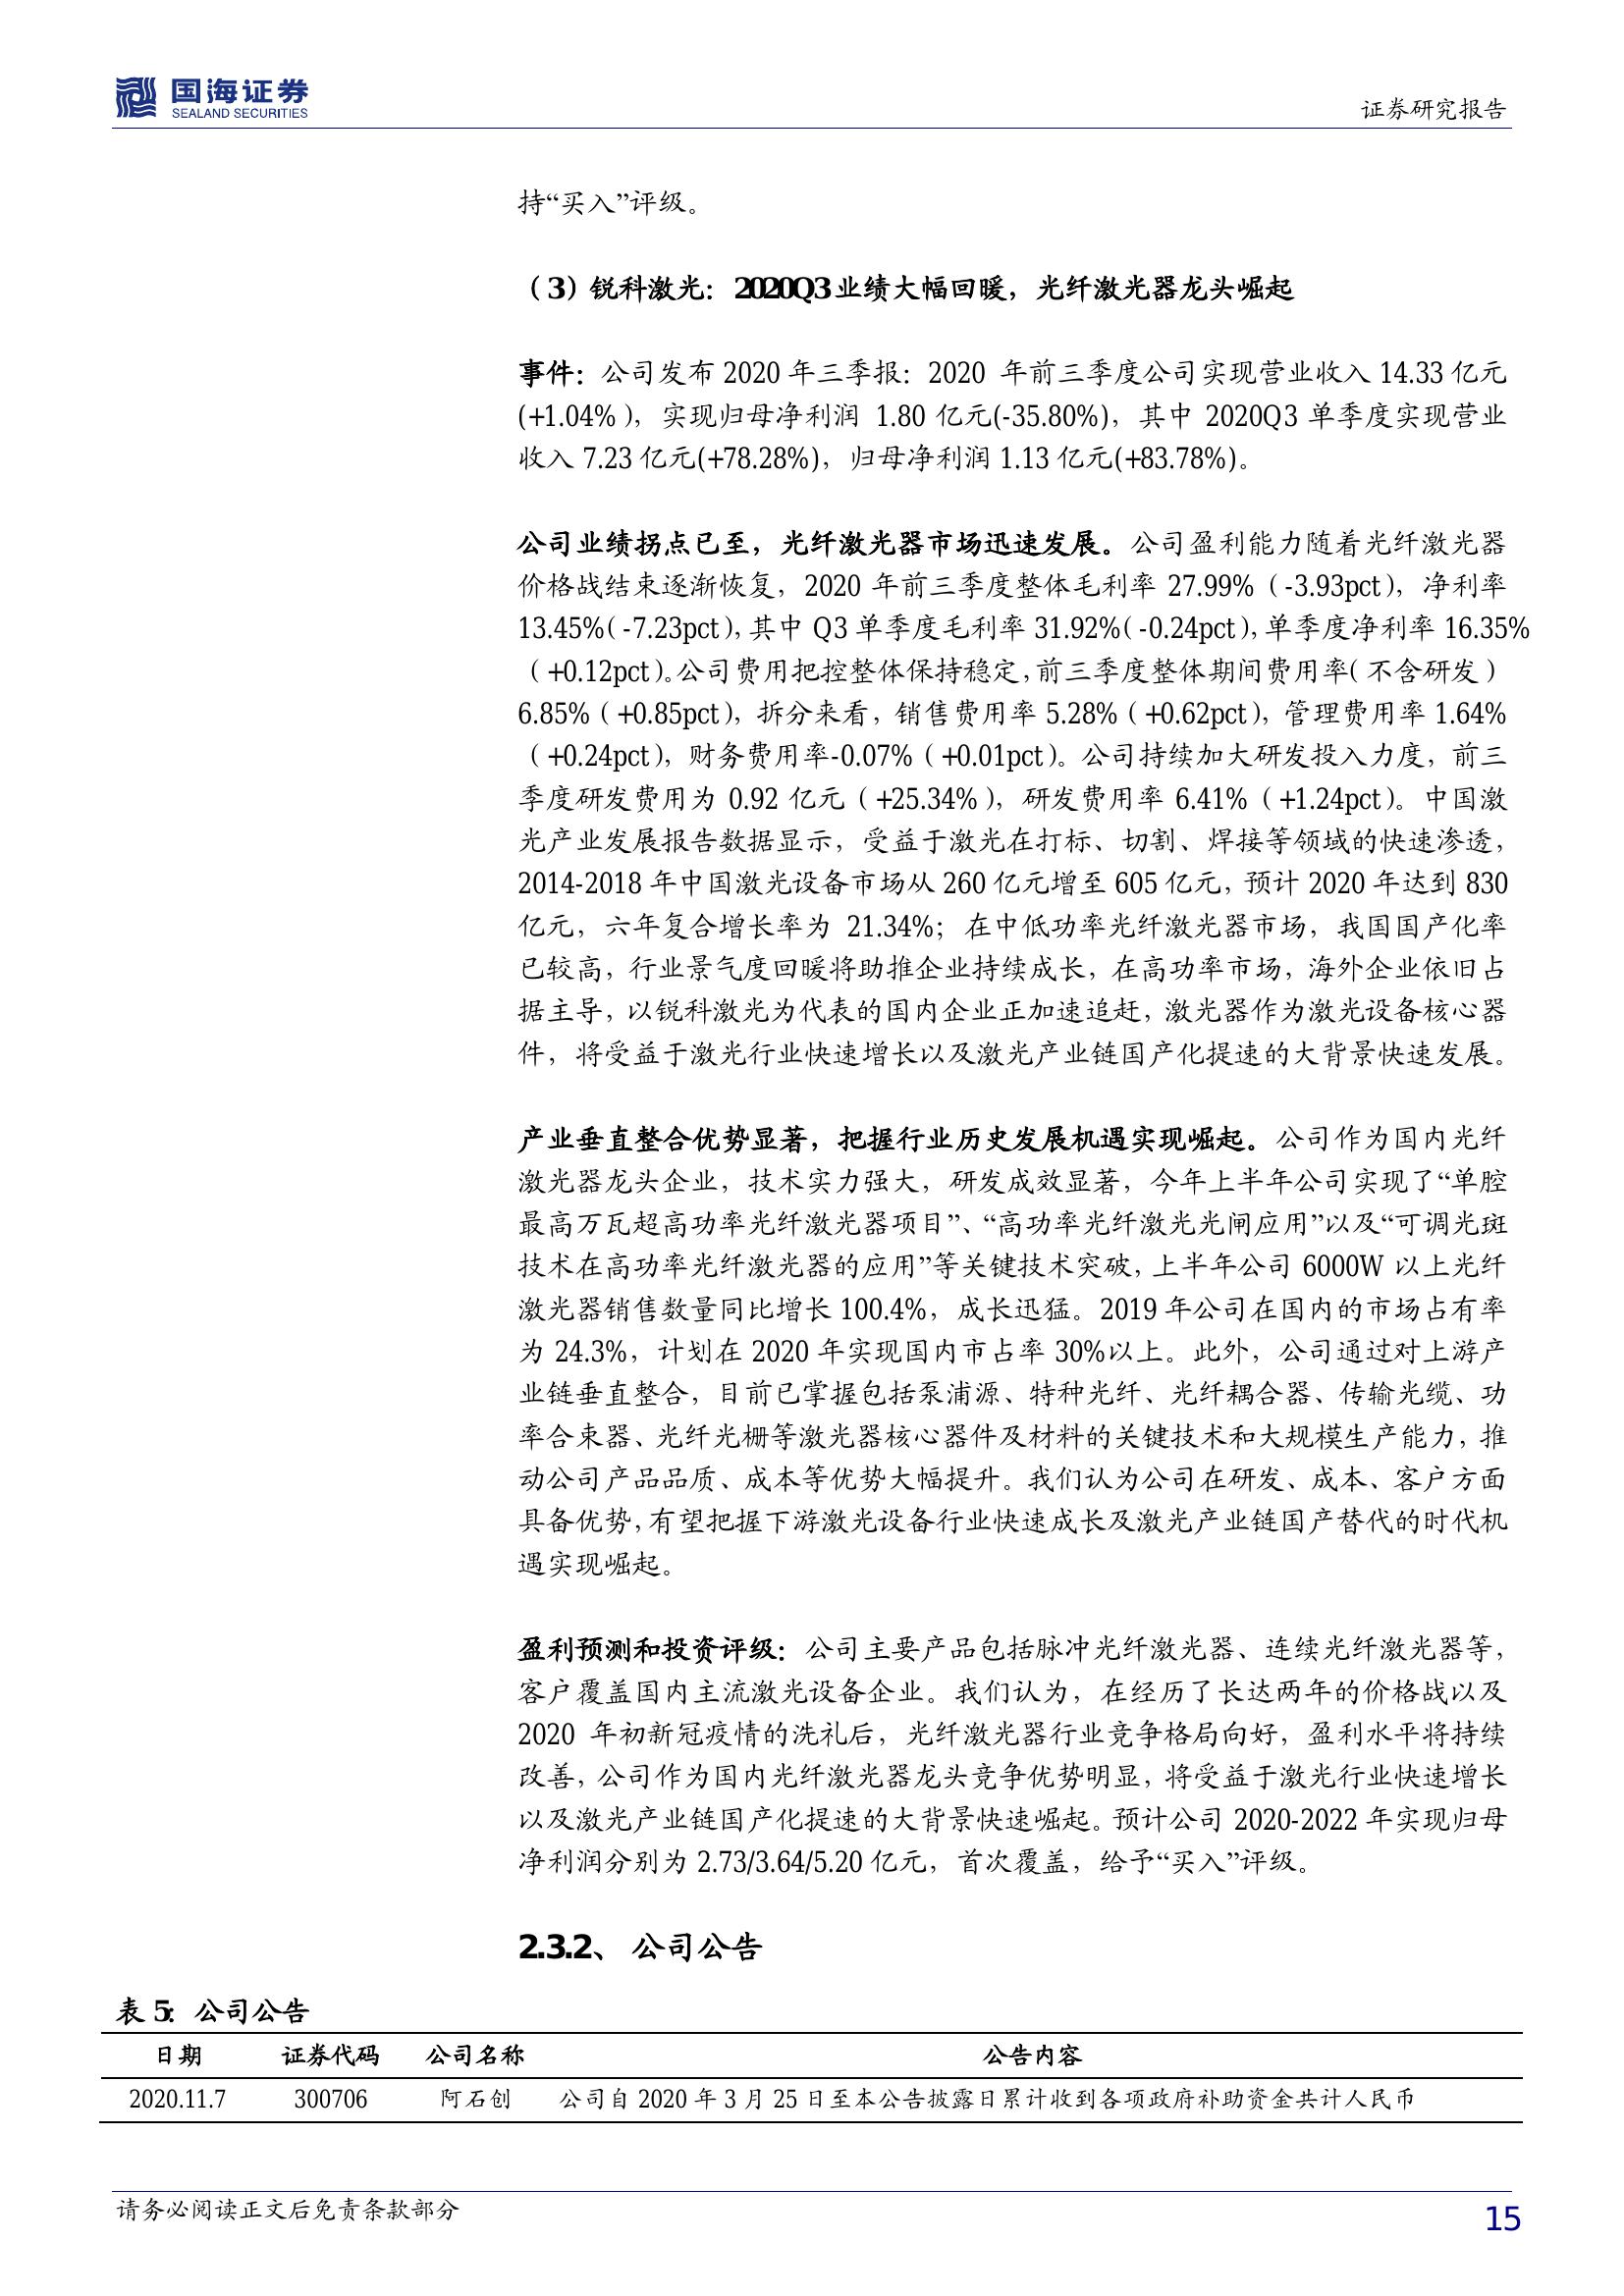 国海证券
SEALAND SECURITIES
证券研究报告
持“买入”评级。
（3）锐科激光：2020Q3 业绩大幅回暖，光纤激光器龙头崛起
事件：公司发布 2020 年三季报：2020 年前三季度公司实现营业收入 14.33 亿元
(+1.04%），实现归母净利润 1.80 亿元(-35.80%)，其中 2020Q3 单季度实现营业
收入 7.23 亿元(+78.28%)，归母净利润 1.13 亿元(+83.78%)。
公司业绩拐点已至，光纤激光器市场迅速发展。公司盈利能力随着光纤激光器
价格战结束逐渐恢复，2020 年前三季度整体毛利率 27.99%（-3.93pct），净利率
13.45%（-7.23pct），其中 Q3 单季度毛利率 31.92%（-0.24pct），单季度净利率 16.35%
（+0.12pct）。公司费用把控整体保持稳定，前三季度整体期间费用率（不含研发）
6.85%（+0.85pct），拆分来看，销售费用率 5.28%（+0.62pct），管理费用率 1.64%
（+0.24pct），财务费用率-0.07%（+0.01pct）。公司持续加大研发投入力度，前三
季度研发费用为 0.92 亿元（+25.34%），研发费用率 6.41%（+1.24pct）。中国激
光产业发展报告数据显示，受益于激光在打标、切割、焊接等领域的快速渗透，
2014-2018 年中国激光设备市场从 260 亿元增至 605 亿元，预计 2020 年达到 830
亿元，六年复合增长率为 21.34%；在中低功率光纤激光器市场，我国国产化率
已较高，行业景气度回暖将助推企业持续成长，在高功率市场，海外企业依旧占
据主导，以锐科激光为代表的国内企业正加速追赶，激光器作为激光设备核心器
件，将受益于激光行业快速增长以及激光产业链国产化提速的大背景快速发展。
产业垂直整合优势显著，把握行业历史发展机遇实现崛起。公司作为国内光纤
激光器龙头企业，技术实力强大，研发成效显著，今年上半年公司实现了“单腔
最高万瓦超高功率光纤激光器项目”、“高功率光纤激光光闸应用”以及“可调光斑
技术在高功率光纤激光器的应用”等关键技术突破，上半年公司 6000W 以上光纤
激光器销售数量同比增长 100.4%，成长迅猛。2019 年公司在国内的市场占有率
为 24.3%，计划在 2020 年实现国内市占率 30%以上。此外，公司通过对上游产
业链垂直整合，目前已掌握包括泵浦源、特种光纤、光纤耦合器、传输光缆、功
率合束器、光纤光栅等激光器核心器件及材料的关键技术和大规模生产能力，推
动公司产品品质、成本等优势大幅提升。我们认为公司在研发、成本、客户方面
具备优势，有望把握下游激光设备行业快速成长及激光产业链国产替代的时代机
遇实现崛起。
盈利预测和投资评级：公司主要产品包括脉冲光纤激光器、连续光纤激光器等，
客户覆盖国内主流激光设备企业。我们认为，在经历了长达两年的价格战以及
2020 年初新冠疫情的洗礼后，光纤激光器行业竞争格局向好，盈利水平将持续
改善，公司作为国内光纤激光器龙头竞争优势明显，将受益于激光行业快速增长
以及激光产业链国产化提速的大背景快速崛起。预计公司 2020-2022 年实现归母
净利润分别为 2.73/3.64/5.20 亿元，首次覆盖，给予“买入”评级。
2.3.2、 公司公告
表 5：公司公告
日期 证券代码 公司名称 公告内容
2020.11.7 300706 阿石创 公司自 2020 年 3 月 25 日至本公告披露日累计收到各项政府补助资金共计人民币
请务必阅读正文后免责条款部分
15